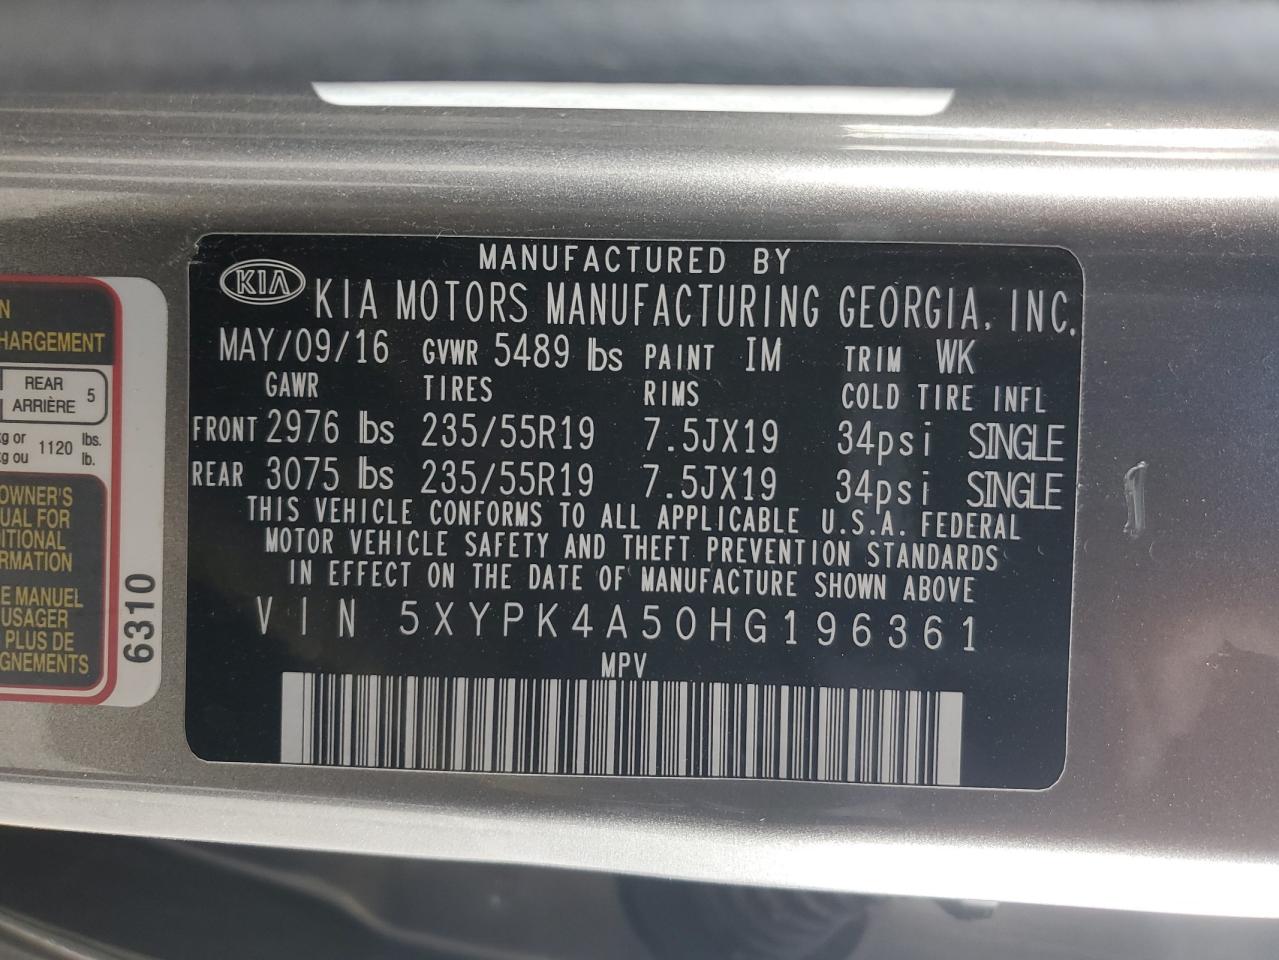 MANUFACTURED BY
KIA
KIA MOTORS MANUFACTURING GEORGIA, INC.
MAY/09/16 GVWR 5489 lbs PAINT IM TRIM WK
GAWR TIRES RIMS COLD TIRE INFL
FRONT 2976 lbs 235/55R19 7.5JX19 34psi SINGLE
REAR 3075 lbs 235/55R19 7.5JX19 34psi SINGLE
THIS VEHICLE CONFORMS TO ALL APPLICABLE U.S.A. FEDERAL
MOTOR VEHICLE SAFETY AND THEFT PREVENTION STANDARDS
IN EFFECT ON THE DATE OF MANUFACTURE SHOWN ABOVE
VIN 5XYPK4A50HG196361
MPV
N
HARGEMENT
REAR 5
ARRIÈRE
kg or 1120 lbs.
kg ou lb.
OWNER'S
UAL FOR
ITIONAL
RMATION
E MANUEL
USAGER
PLUS DE
GNEMENTS
6310